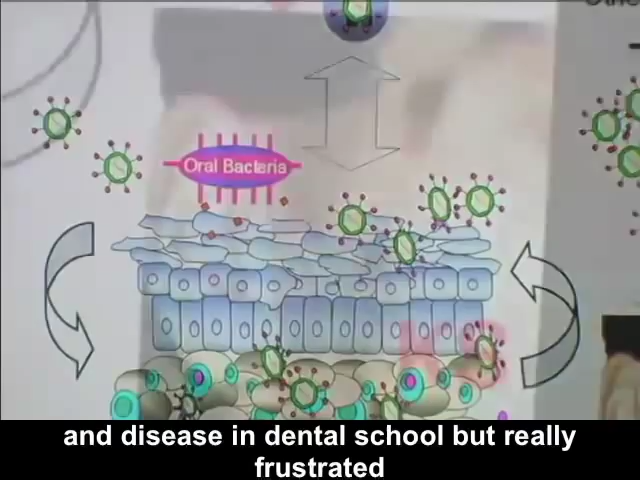 Oral Bacteria
and disease in dental school but really
frustrated